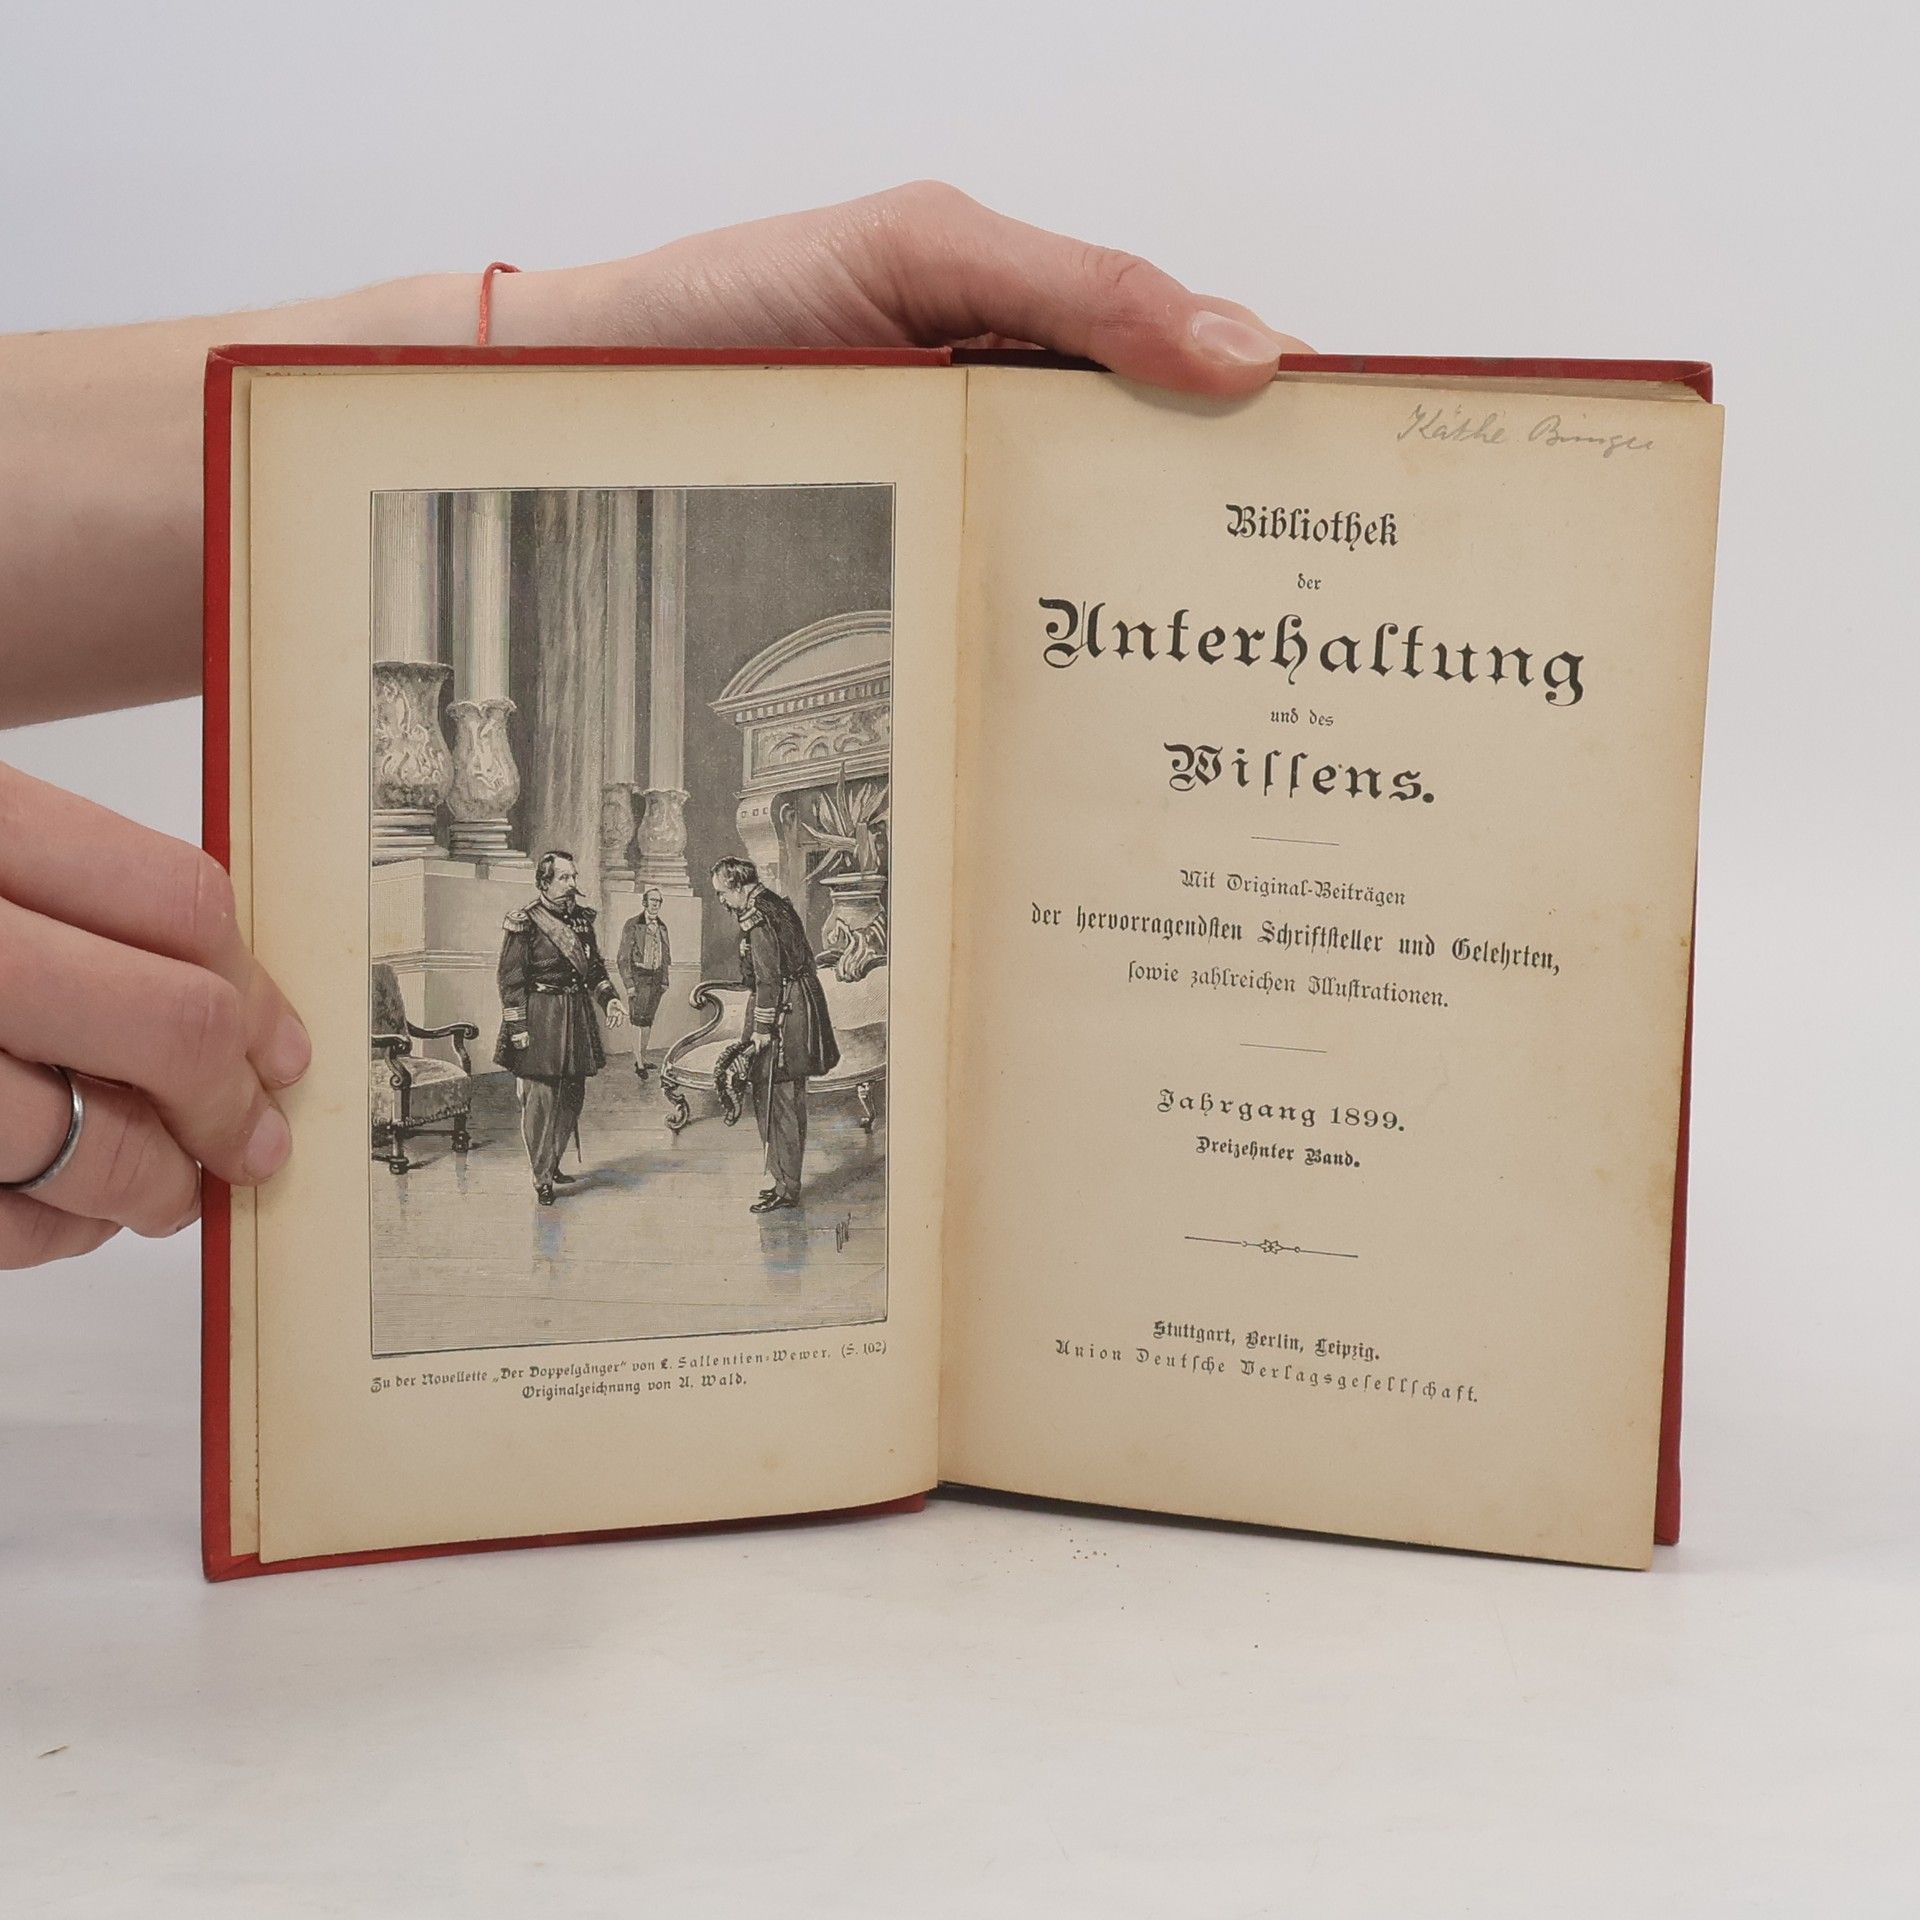 Zu der Novellette „Der Doppelgänger“ von L. Sallentien-Wewer. (S. 102)
Originalzeichnung von A. Wald.
Käthe
Bibliothek
der
Unterhaltung
und des
Wissens.
Mit Original-Beiträgen
der hervorragendsten Schriftsteller und Gelehrten,
sowie zahlreichen Illustrationen.
Jahrgang 1899.
Dreizehnter Band.
Stuttgart, Berlin, Leipzig.
Union Deutsche Verlagsgesellschaft.